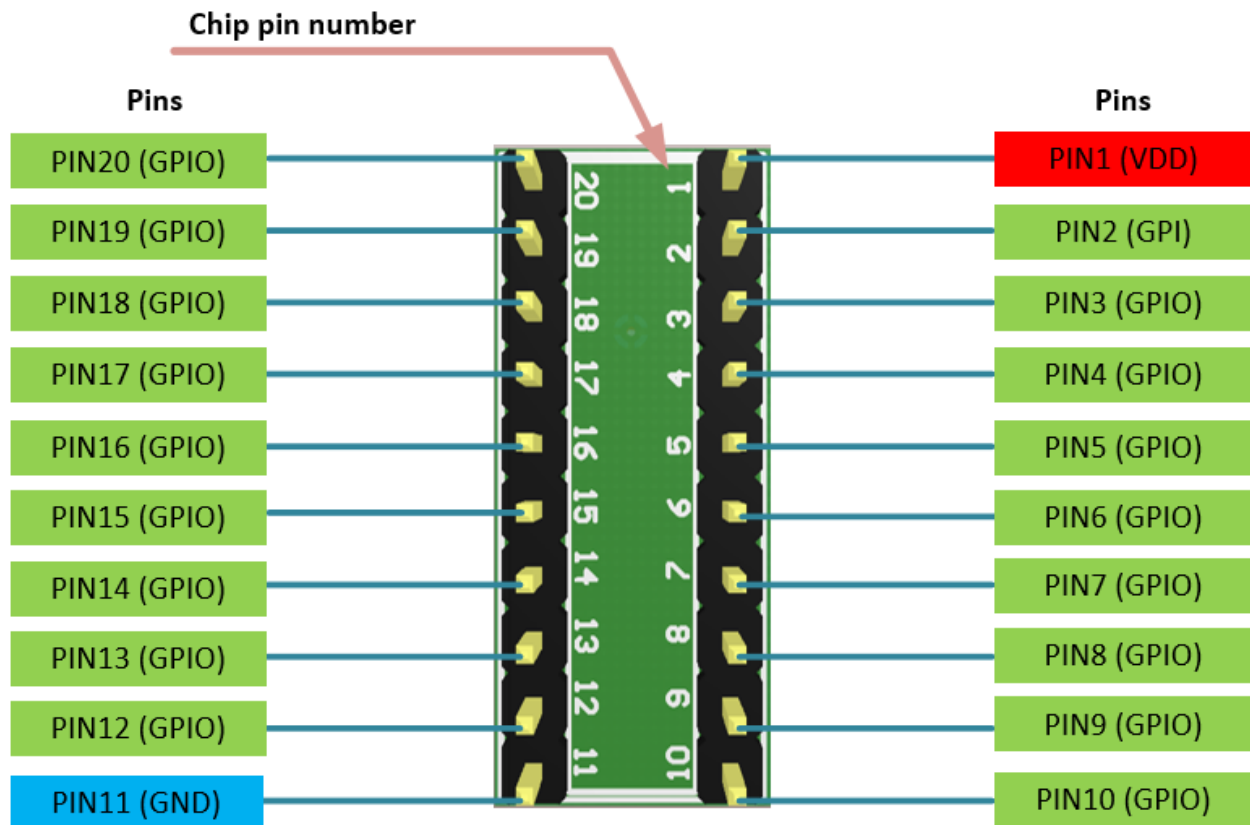 Chip pin number
Pins
Pins
PIN20 (GPIO)
PIN19 (GPIO)
PIN18 (GPIO)
PIN17 (GPIO)
PIN16 (GPIO)
PIN15 (GPIO)
PIN14 (GPIO)
PIN13 (GPIO)
PIN12 (GPIO)
PIN11 (GND)
20
19
18
17
16
15
14
13
12
11
1
2
3
4
5
6
7
8
9
10
PIN1 (VDD)
PIN2 (GPI)
PIN3 (GPIO)
PIN4 (GPIO)
PIN5 (GPIO)
PIN6 (GPIO)
PIN7 (GPIO)
PIN8 (GPIO)
PIN9 (GPIO)
PIN10 (GPIO)